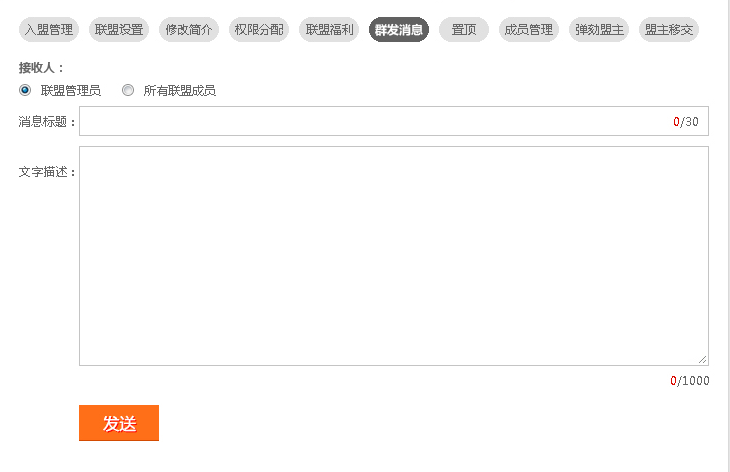 入盟管理 联盟设置 修改简介 权限分配 联盟福利 群发消息 置顶 成员管理 弹劾盟主 盟主移交
接收人：
联盟管理员 所有联盟成员
消息标题： 0/30
文字描述：
0/1000
发送